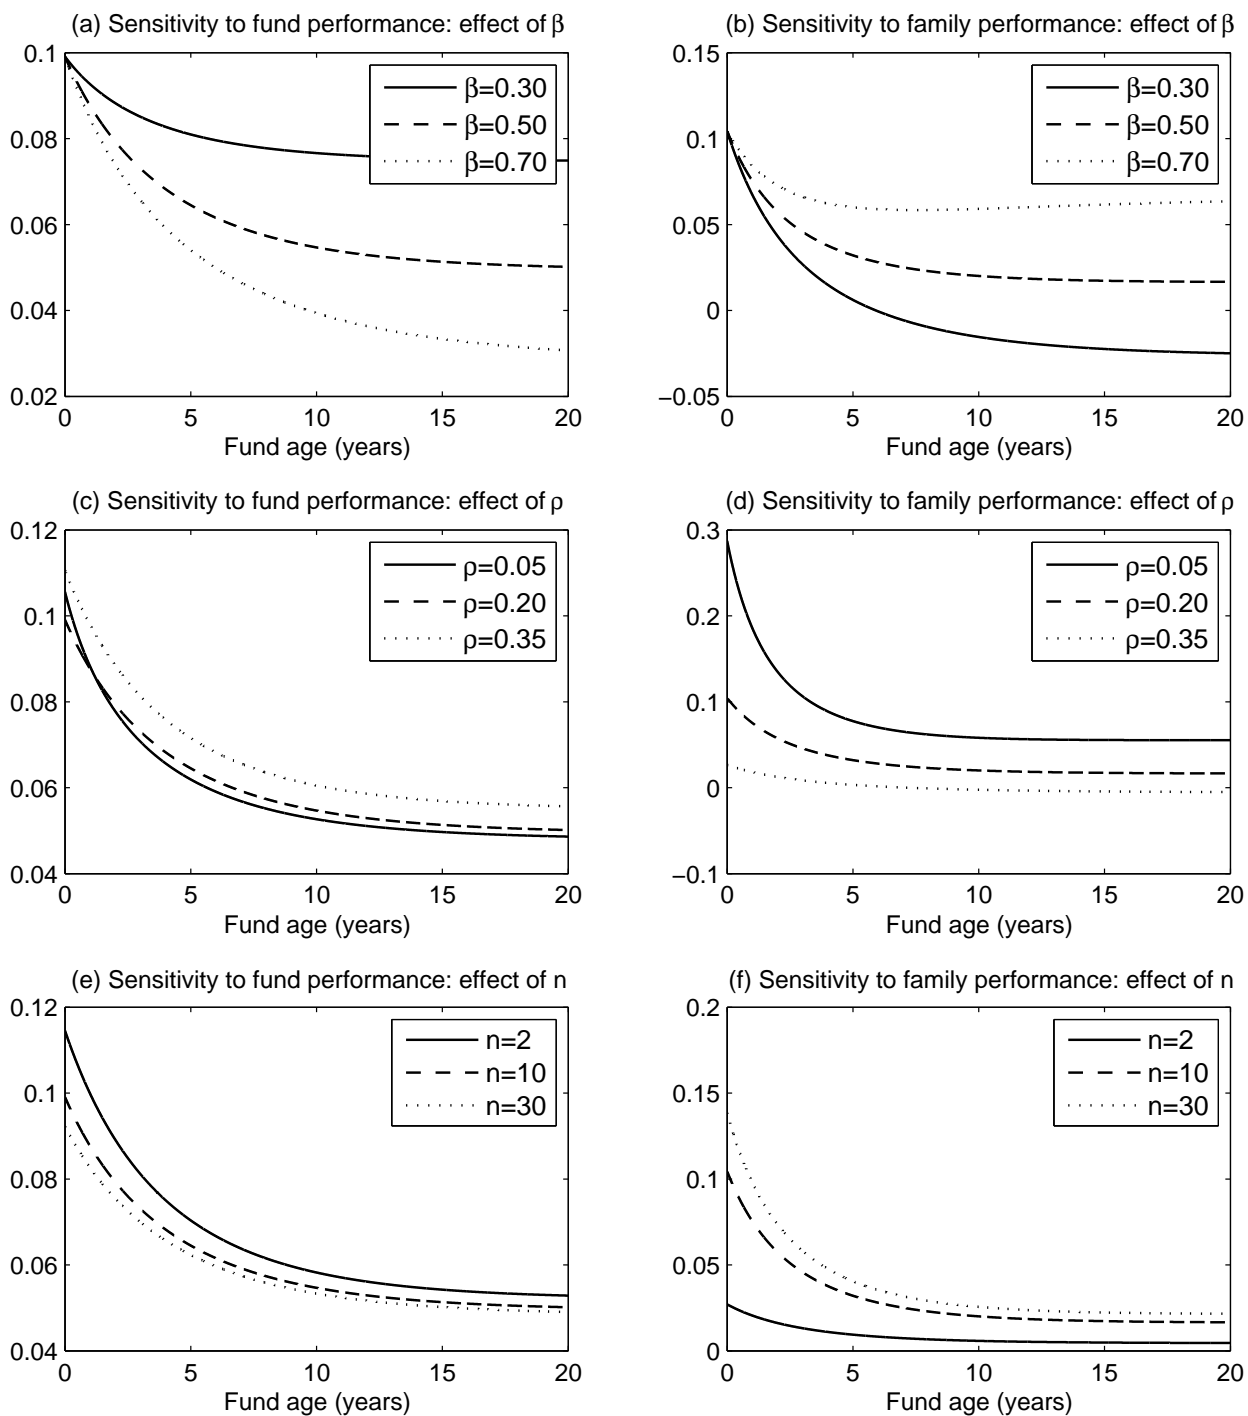 (a) Sensitivity to fund performance: effect of β
0.1
0.08
0.06
0.04
0.02
β=0.30
β=0.50
β=0.70
0 5 10 15 20
Fund age (years)
(b) Sensitivity to family performance: effect of β
0.15
0.1
0.05
0
−0.05
β=0.30
β=0.50
β=0.70
0 5 10 15 20
Fund age (years)
(c) Sensitivity to fund performance: effect of ρ
0.12
0.1
0.08
0.06
0.04
ρ=0.05
ρ=0.20
ρ=0.35
0 5 10 15 20
Fund age (years)
(d) Sensitivity to family performance: effect of ρ
0.3
0.2
0.1
0
−0.1
ρ=0.05
ρ=0.20
ρ=0.35
0 5 10 15 20
Fund age (years)
(e) Sensitivity to fund performance: effect of n
0.12
0.1
0.08
0.06
0.04
n=2
n=10
n=30
0 5 10 15 20
Fund age (years)
(f) Sensitivity to family performance: effect of n
0.2
0.15
0.1
0.05
0
n=2
n=10
n=30
0 5 10 15 20
Fund age (years)